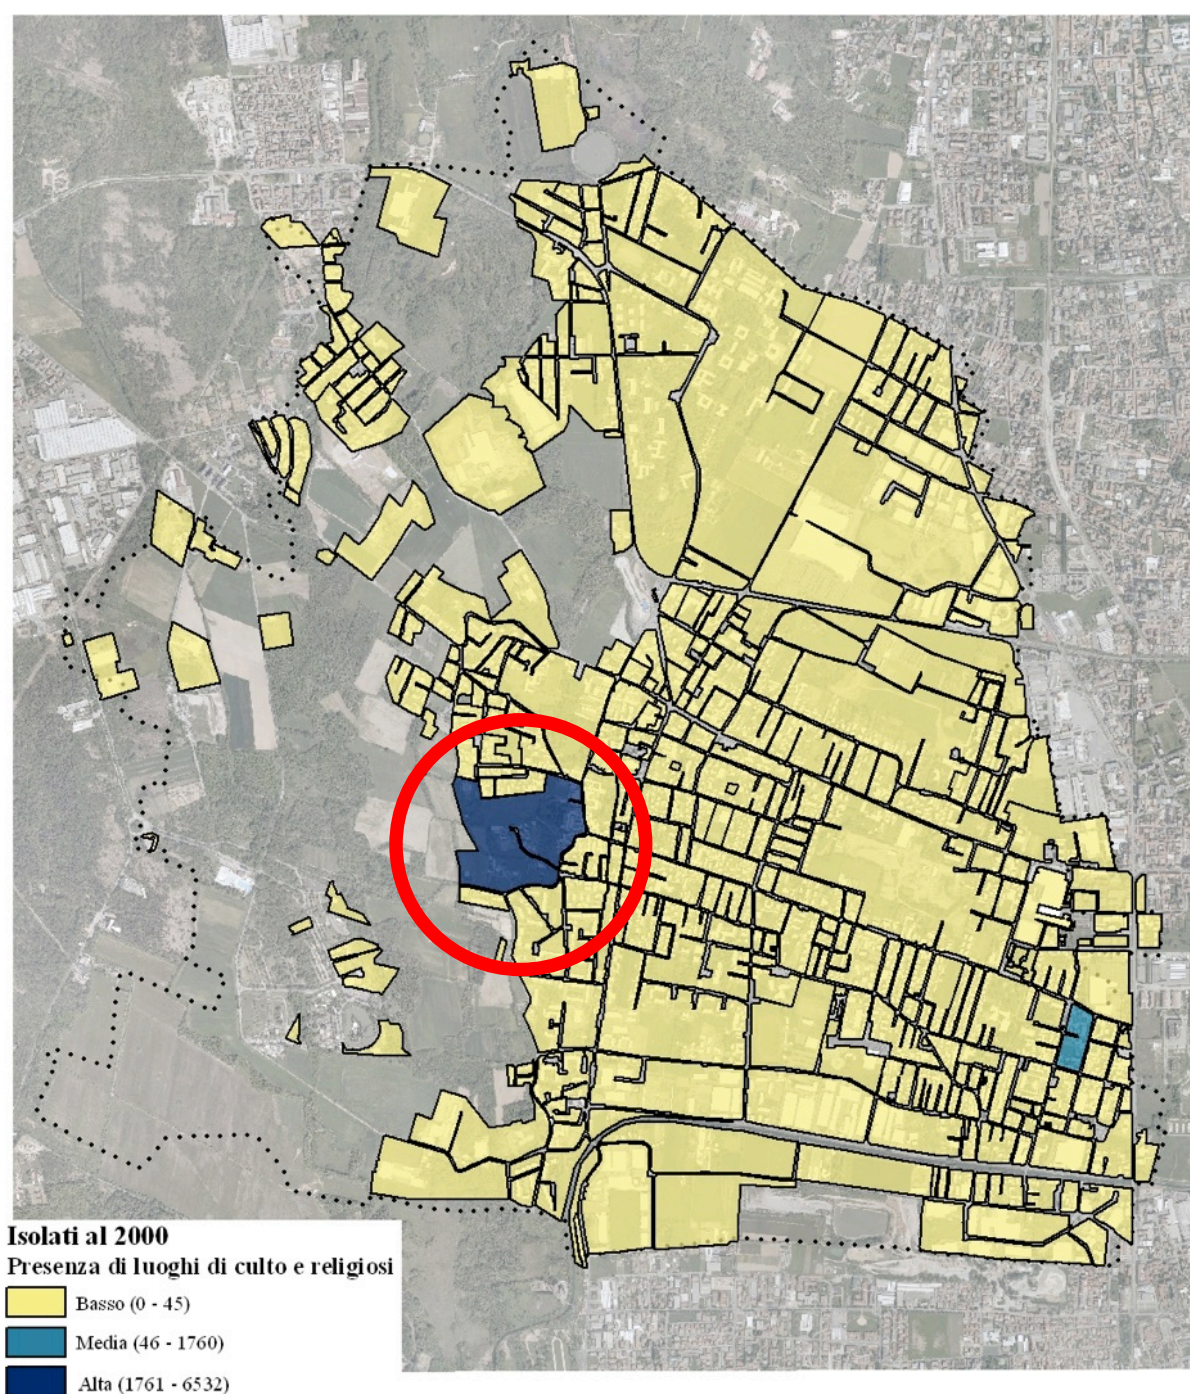 Isolati al 2000
Presenza di luoghi di culto e religiosi
Basso (0 - 45)
Media (46 - 1760)
Alta (1761 - 6532)